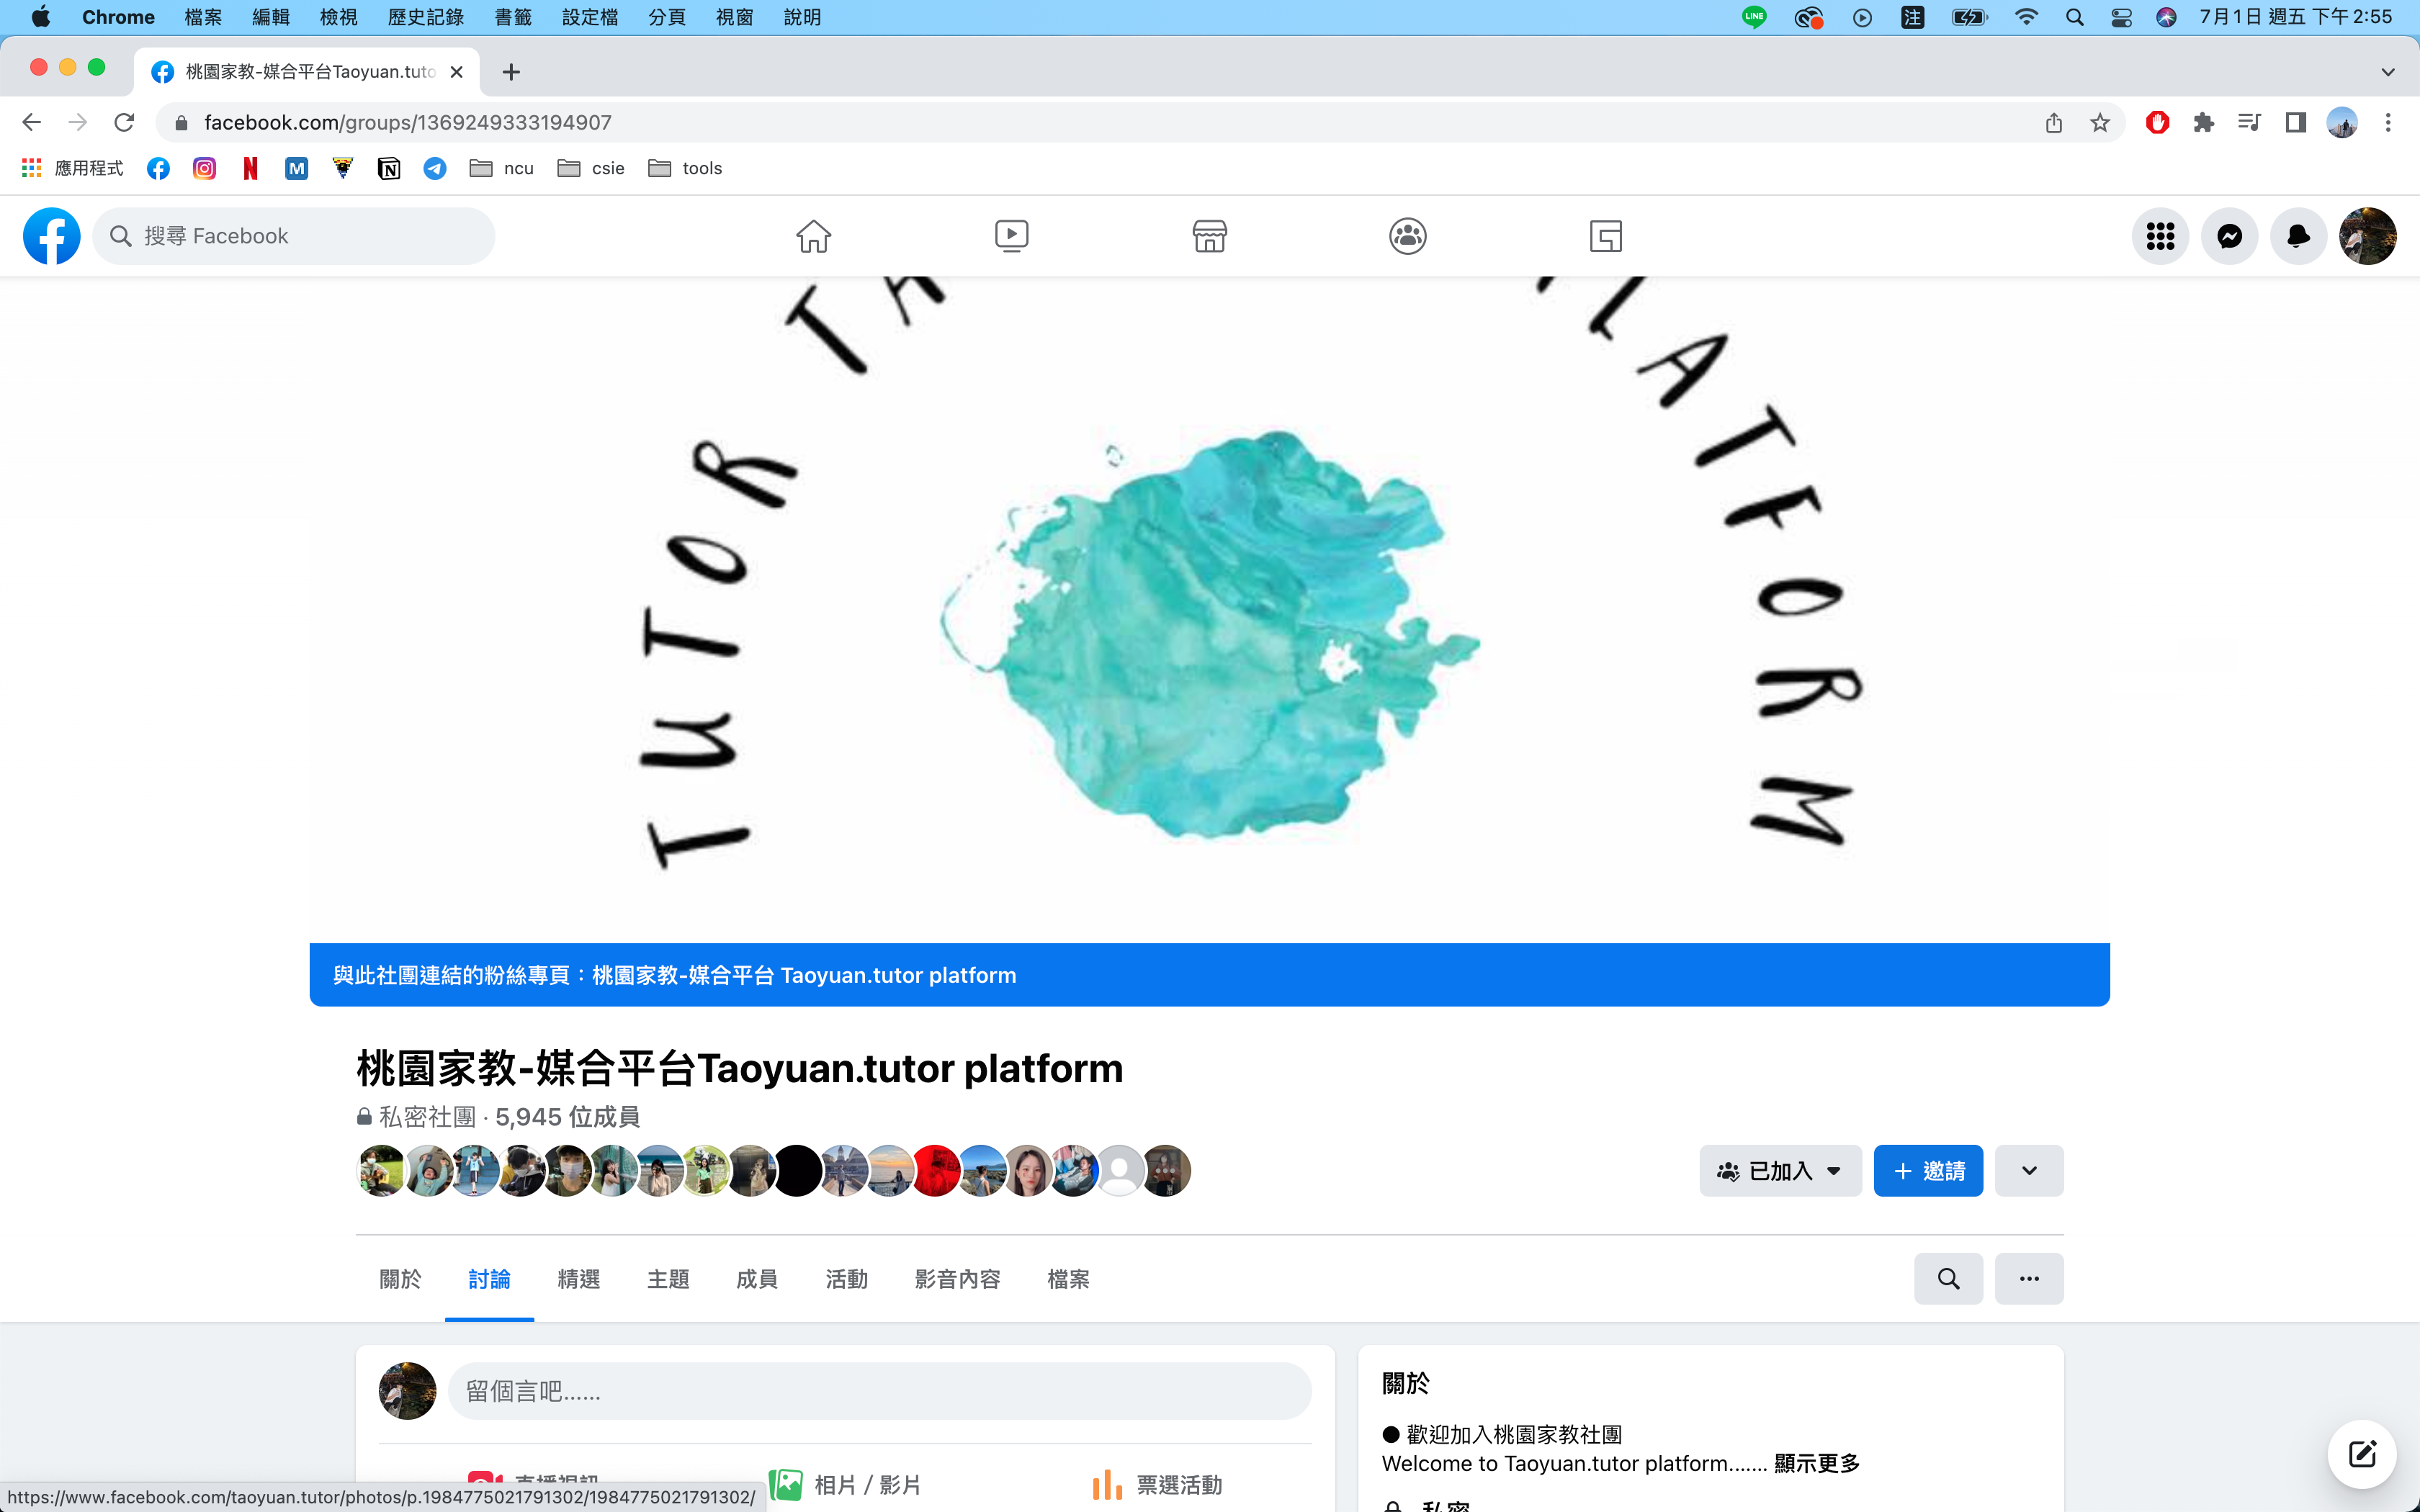 Chrome 檔案 編輯 檢視 歷史記錄 書籤 設定檔 分頁 視窗 說明 LINE 注 7月1日 週五 下午2:55
桃園家教-媒合平台Taoyuan.tuto
facebook.com/groups/1369249333194907
應用程式 ncu csie tools
搜尋 Facebook
TUTOR TA
LATFORM
與此社團連結的粉絲專頁：桃園家教-媒合平台 Taoyuan.tutor platform
桃園家教-媒合平台Taoyuan.tutor platform
私密社團 · 5,945 位成員
已加入 邀請
關於 討論 精選 主題 成員 活動 影音內容 檔案
留個言吧......
直播視訊 相片 / 影片 票選活動
關於
● 歡迎加入桃園家教社團
Welcome to Taoyuan.tutor platform....... 顯示更多
私密
https://www.facebook.com/taoyuan.tutor/photos/p.1984775021791302/1984775021791302/